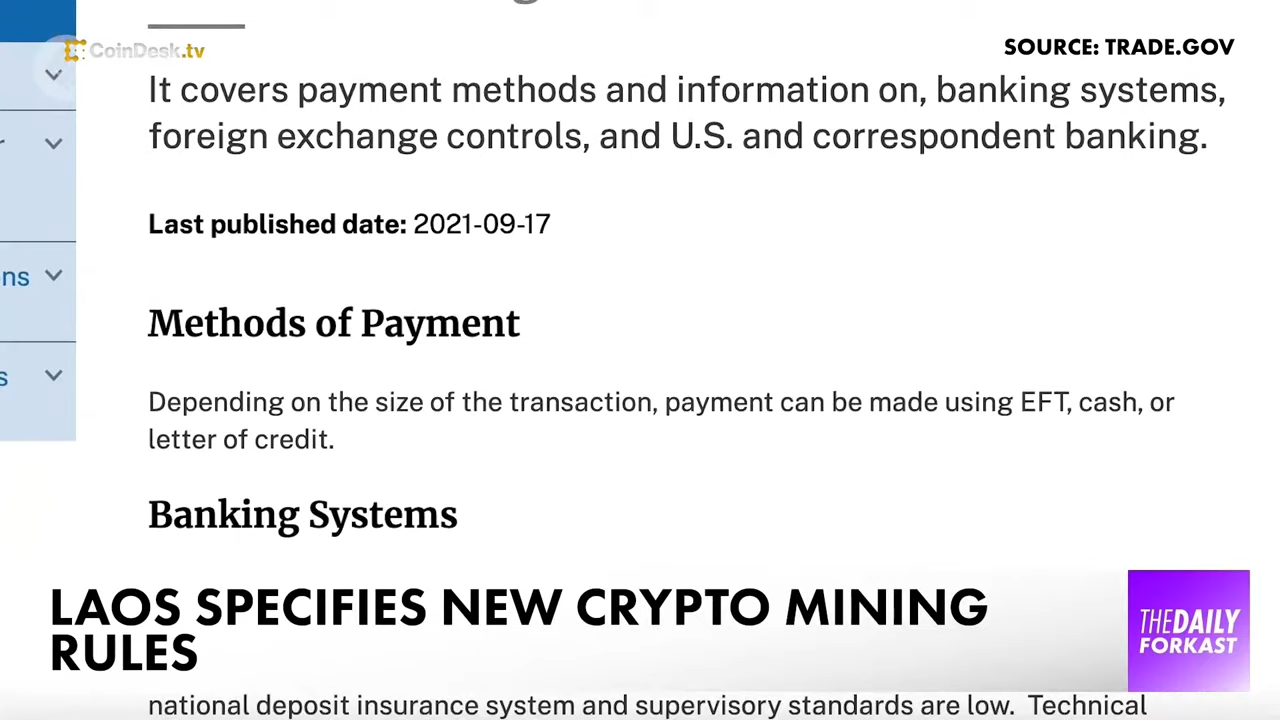 CoinDesk.tv
SOURCE: TRADE.GOV
It covers payment methods and information on, banking systems,
foreign exchange controls, and U.S. and correspondent banking.
Last published date: 2021-09-17
ns
s
Methods of Payment
Depending on the size of the transaction, payment can be made using EFT, cash, or
letter of credit.
Banking Systems
LAOS SPECIFIES NEW CRYPTO MINING
RULES
THEDAILY
FORKAST
national deposit insurance system and supervisory standards are low. Technical